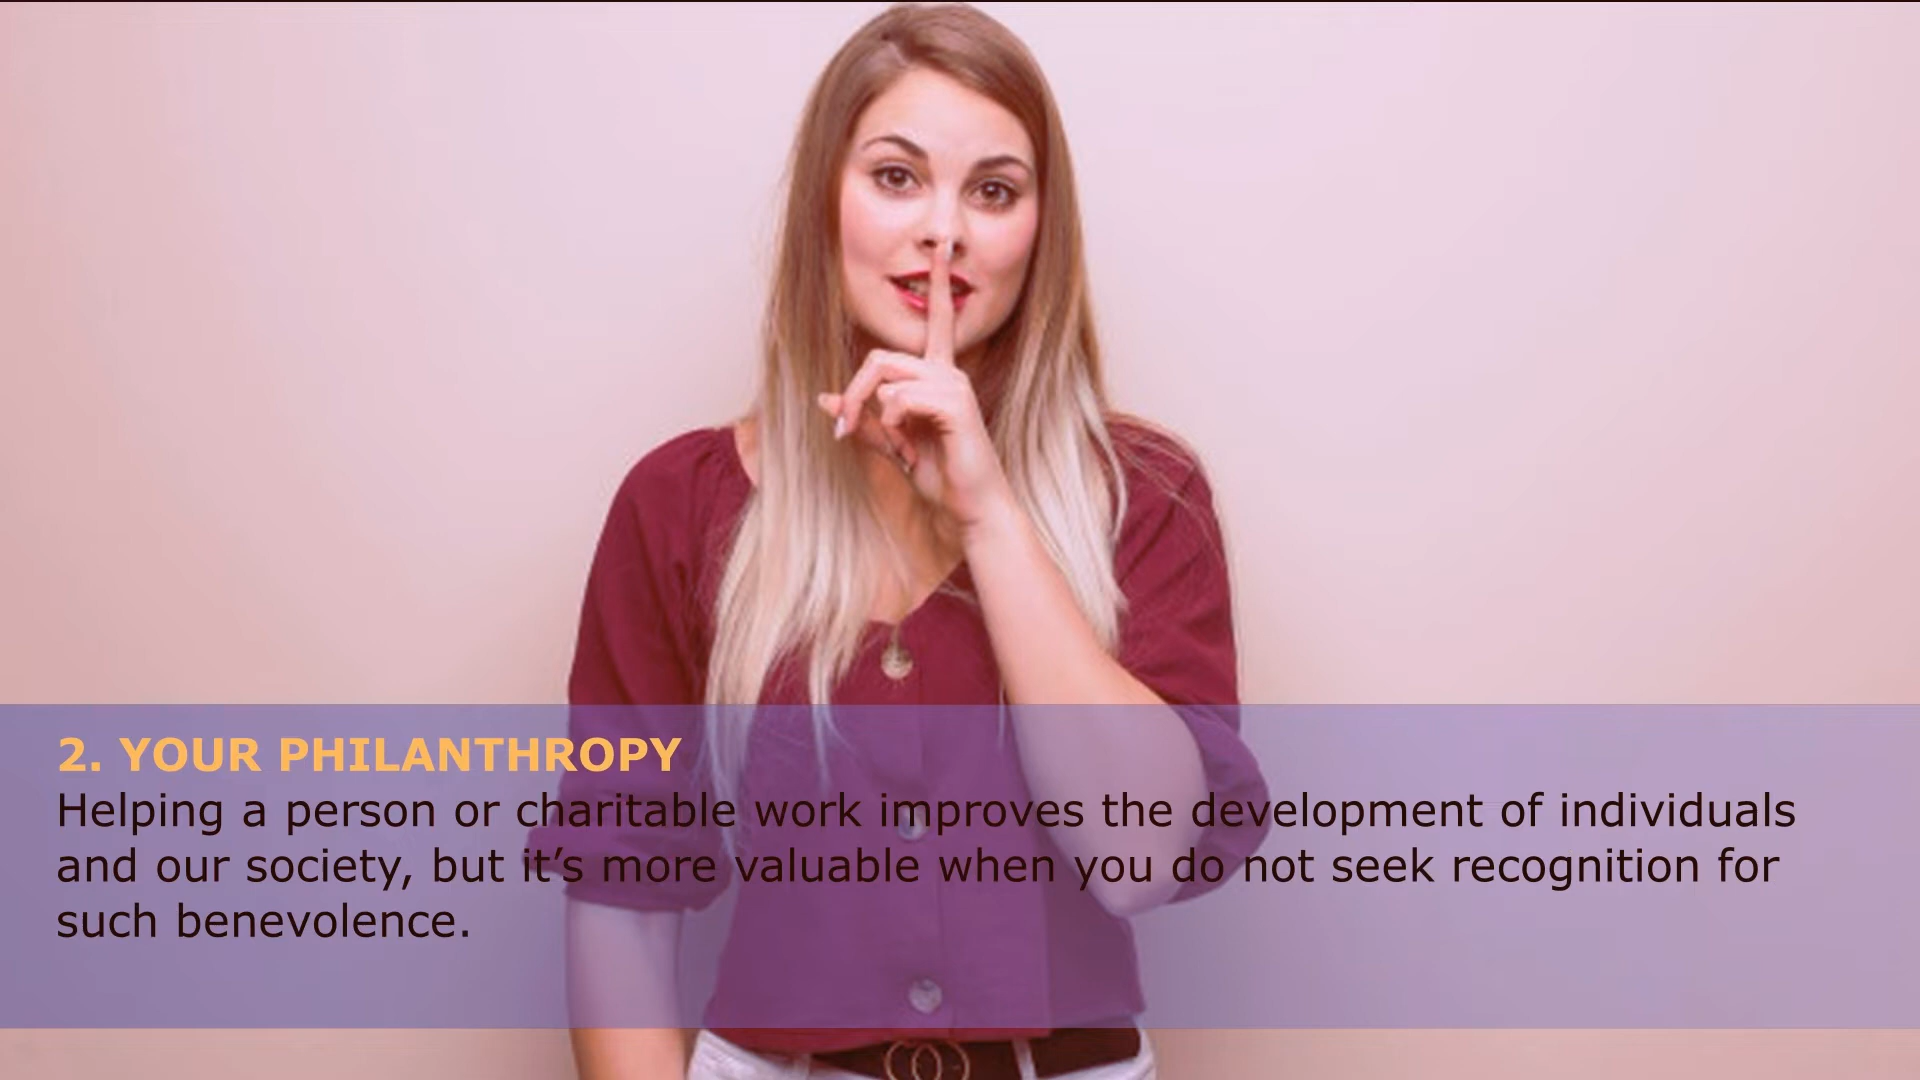 2. YOUR PHILANTHROPY
Helping a person or charitable work improves the development of individuals
and our society, but it’s more valuable when you do not seek recognition for
such benevolence.